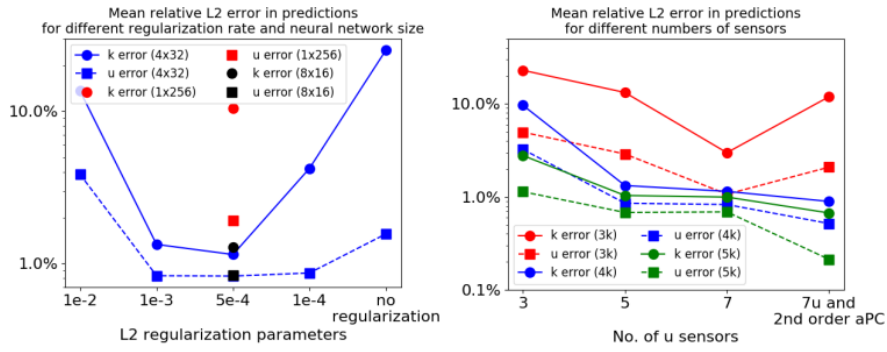 Mean relative L2 error in predictions
for different regularization rate and neural network size
k error (4x32)
u error (4x32)
k error (1x256)
u error (1x256)
k error (8x16)
u error (8x16)
10.0%
1.0%
1e-2
1e-3
5e-4
1e-4
no
regularization
L2 regularization parameters
Mean relative L2 error in predictions
for different numbers of sensors
10.0%
1.0%
0.1%
k error (3k)
u error (3k)
k error (4k)
u error (4k)
k error (5k)
u error (5k)
3
5
7
7u and
2nd order aPC
No. of u sensors